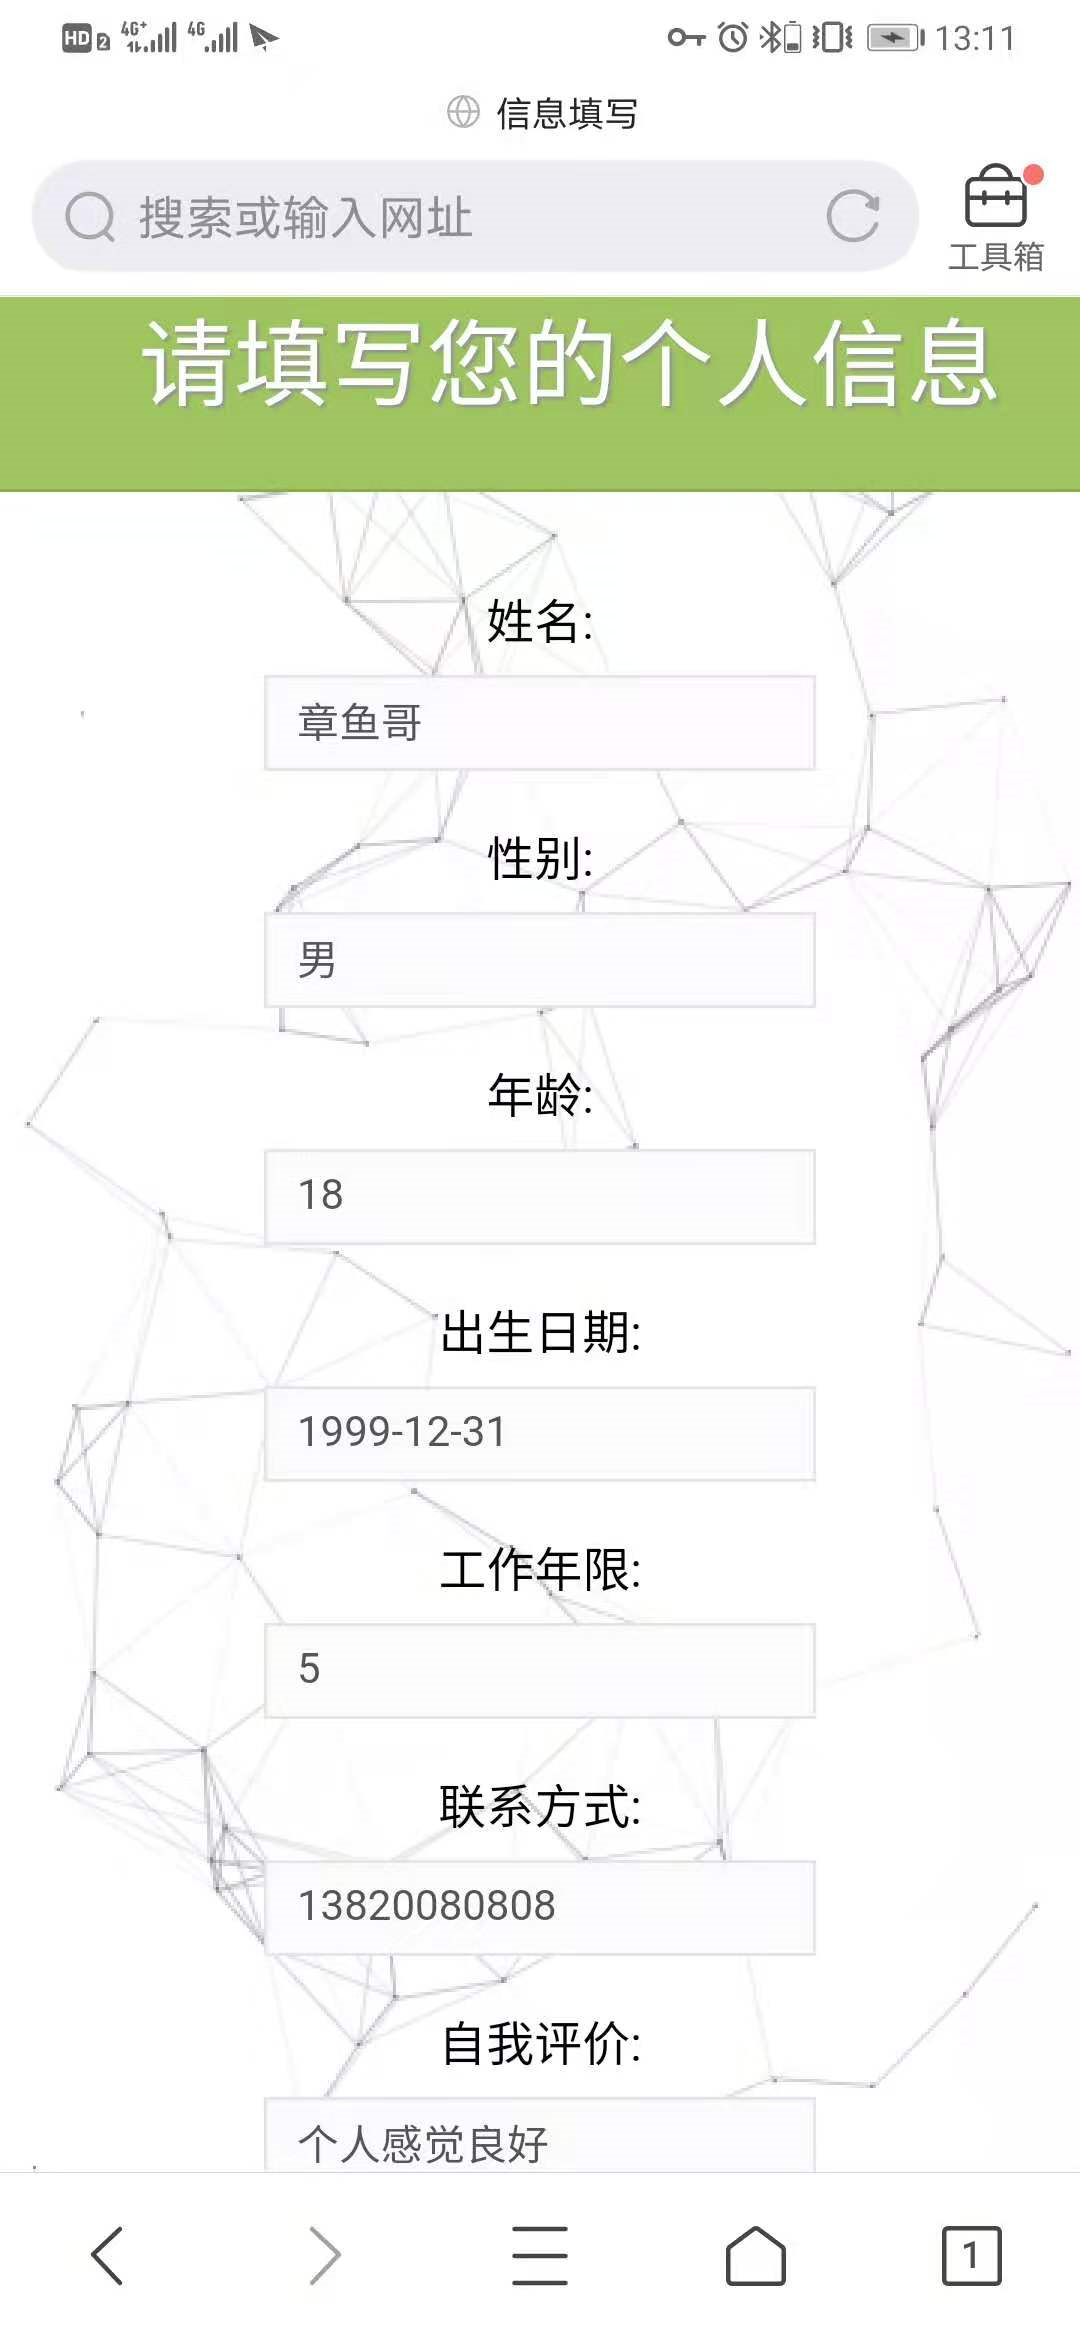 HD 2 4G+ 4G 13:11
信息填写
搜索或输入网址
工具箱
请填写您的个人信息
姓名:
章鱼哥
性别:
男
年龄:
18
出生日期:
1999-12-31
工作年限:
5
联系方式:
13820080808
自我评价:
个人感觉良好
1